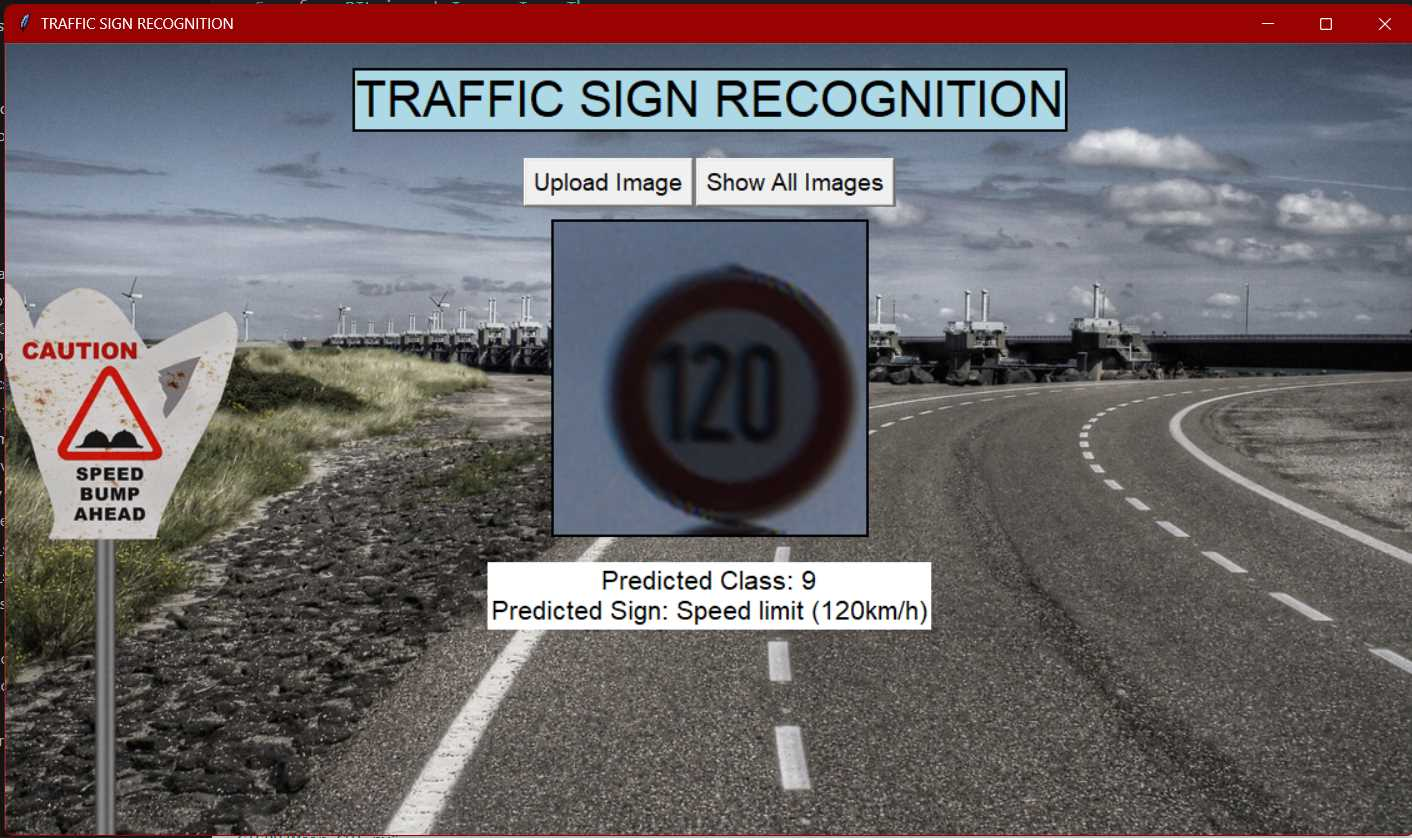 TRAFFIC SIGN RECOGNITION
TRAFFIC SIGN RECOGNITION
Upload Image Show All Images
120
CAUTION
SPEED
BUMP
AHEAD
Predicted Class: 9
Predicted Sign: Speed limit (120km/h)